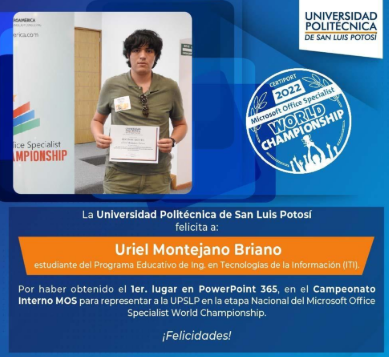 UNIVERSIDAD
POLITÉCNICA
DE SAN LUIS POTOSÍ
CERTIPORT
2022
Microsoft Office Specialist
WORLD
CHAMPIONSHIP
ffice Specialist
CHAMPIONSHIP
La Universidad Politécnica de San Luis Potosí
felicita a:
Uriel Montejano Briano
estudiante del Programa Educativo de Ing. en Tecnologías de la Información (ITI).
Por haber obtenido el 1er. lugar en PowerPoint 365, en el Campeonato
Interno MOS para representar a la UPSLP en la etapa Nacional del Microsoft Office
Specialist World Championship.
¡Felicidades!